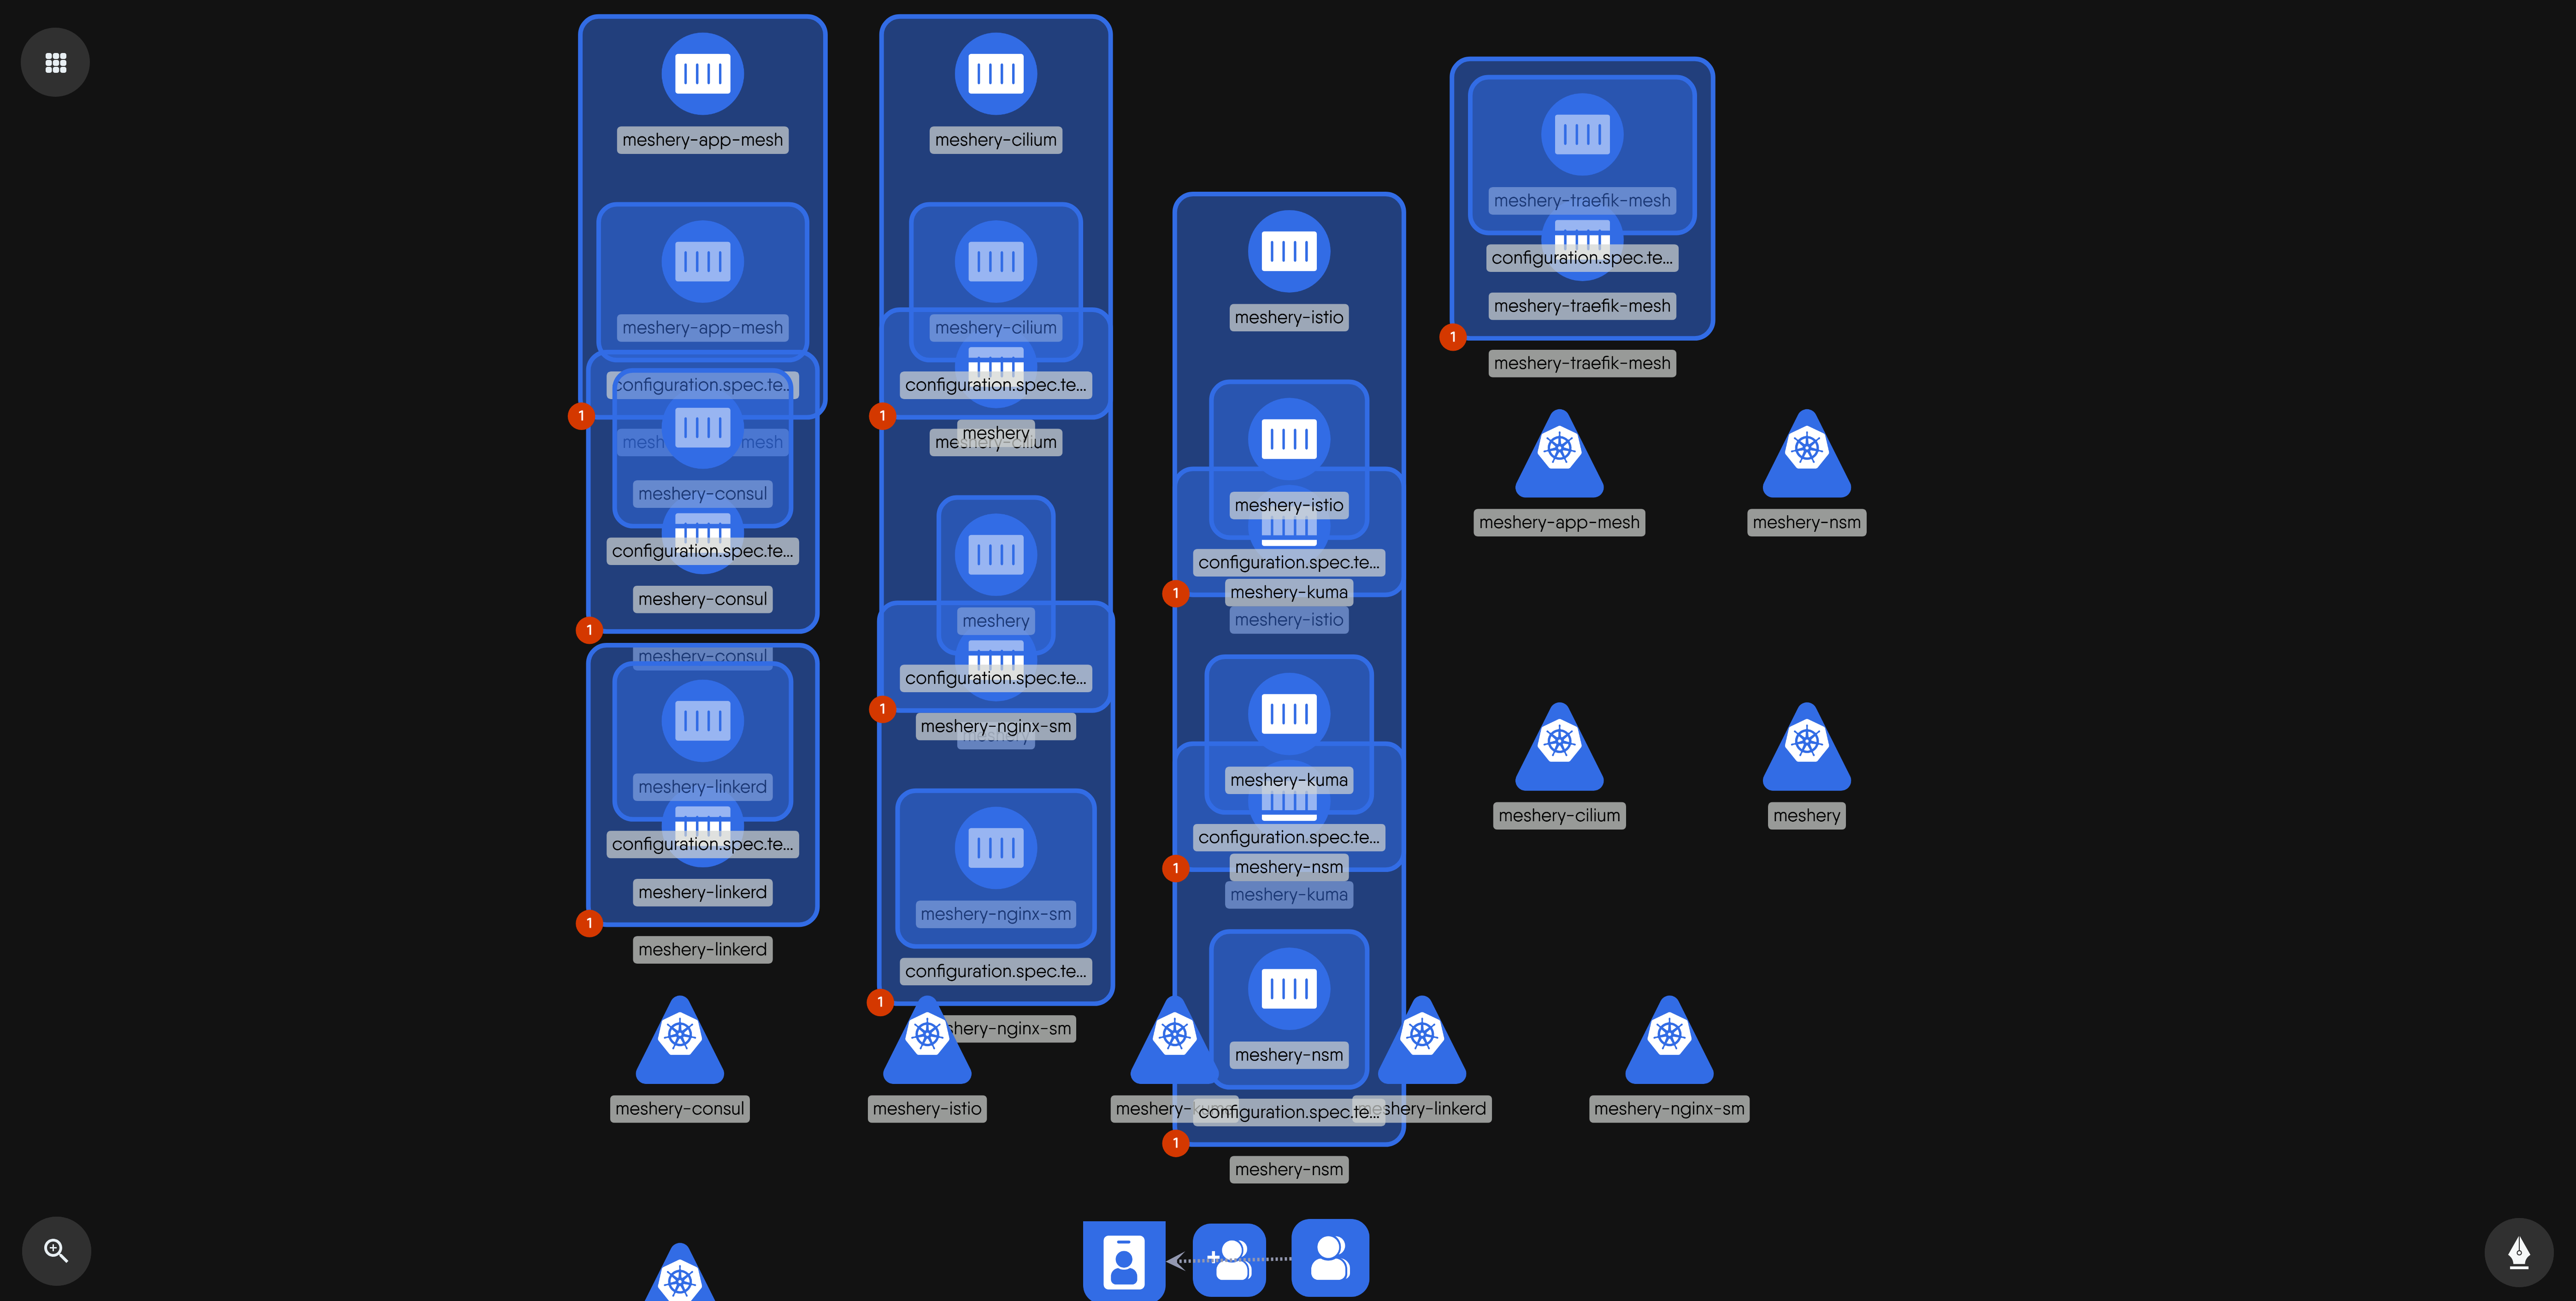 meshery-app-mesh
meshery-app-mesh
configuration.spec.te...
1
mesh mesh
meshery-consul
configuration.spec.te...
meshery-consul
1
meshery-consul
meshery-linkerd
configuration.spec.te...
meshery-linkerd
1
meshery-linkerd
meshery-cilium
meshery-cilium
configuration.spec.te...
1
meshery
meshery-cilium
meshery
configuration.spec.te...
1
meshery-nginx-sm
meshery
meshery-nginx-sm
configuration.spec.te...
1
shery-nginx-sm
meshery-istio
meshery-istio
configuration.spec.te...
1
meshery-kuma
meshery-istio
meshery-kuma
configuration.spec.te...
1
meshery-nsm
meshery-kuma
meshery-nsm
configuration.spec.te...
1
meshery-nsm
meshery-traefik-mesh
configuration.spec.te...
meshery-traefik-mesh
1
meshery-traefik-mesh
meshery-app-mesh
meshery-nsm
meshery-cilium
meshery
meshery-consul
meshery-istio
meshery-
shery-linkerd
meshery-nginx-sm